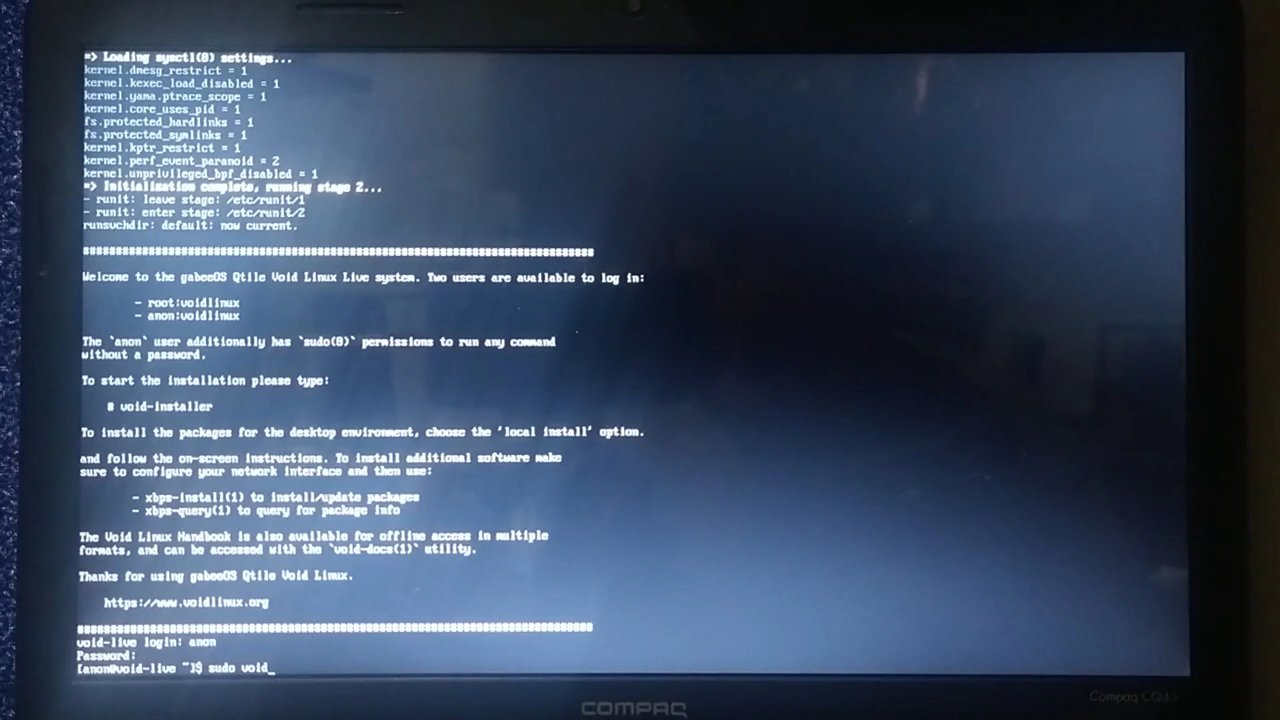 => Loading sysctl(8) settings...
kernel.dmesg_restrict = 1
kernel.kexec_load_disabled = 1
kernel.yama.ptrace_scope = 1
kernel.core_uses_pid = 1
fs.protected_hardlinks = 1
fs.protected_symlinks = 1
kernel.kptr_restrict = 1
kernel.perf_event_paranoid = 2
kernel.unprivileged_bpf_disabled = 1
=> Initialization complete, running stage 2...
- runit: leave stage: /etc/runit/1
- runit: enter stage: /etc/runit/2
runsvchdir: default: now current.
Welcome to the gabeeOS Qtile Void Linux Live system. Two users are available to log in:
- root:voidlinux
- anon:voidlinux
The `anon` user additionally has `sudo(8)` permissions to run any command
without a password.
To start the installation please type:
# void-installer
To install the packages for the desktop environment, choose the 'local install' option.
and follow the on-screen instructions. To install additional software make
sure to configure your network interface and then use:
- xbps-install(1) to install/update packages
- xbps-query(1) to query for package info
The Void Linux Handbook is also available for offline access in multiple
formats, and can be accessed with the `void-docs(1)` utility.
Thanks for using gabeeOS Qtile Void Linux.
https://www.voidlinux.org
void-live login: anon
Password:
[anon@void-live ~]$ sudo void_
Compaq
COMPAQ